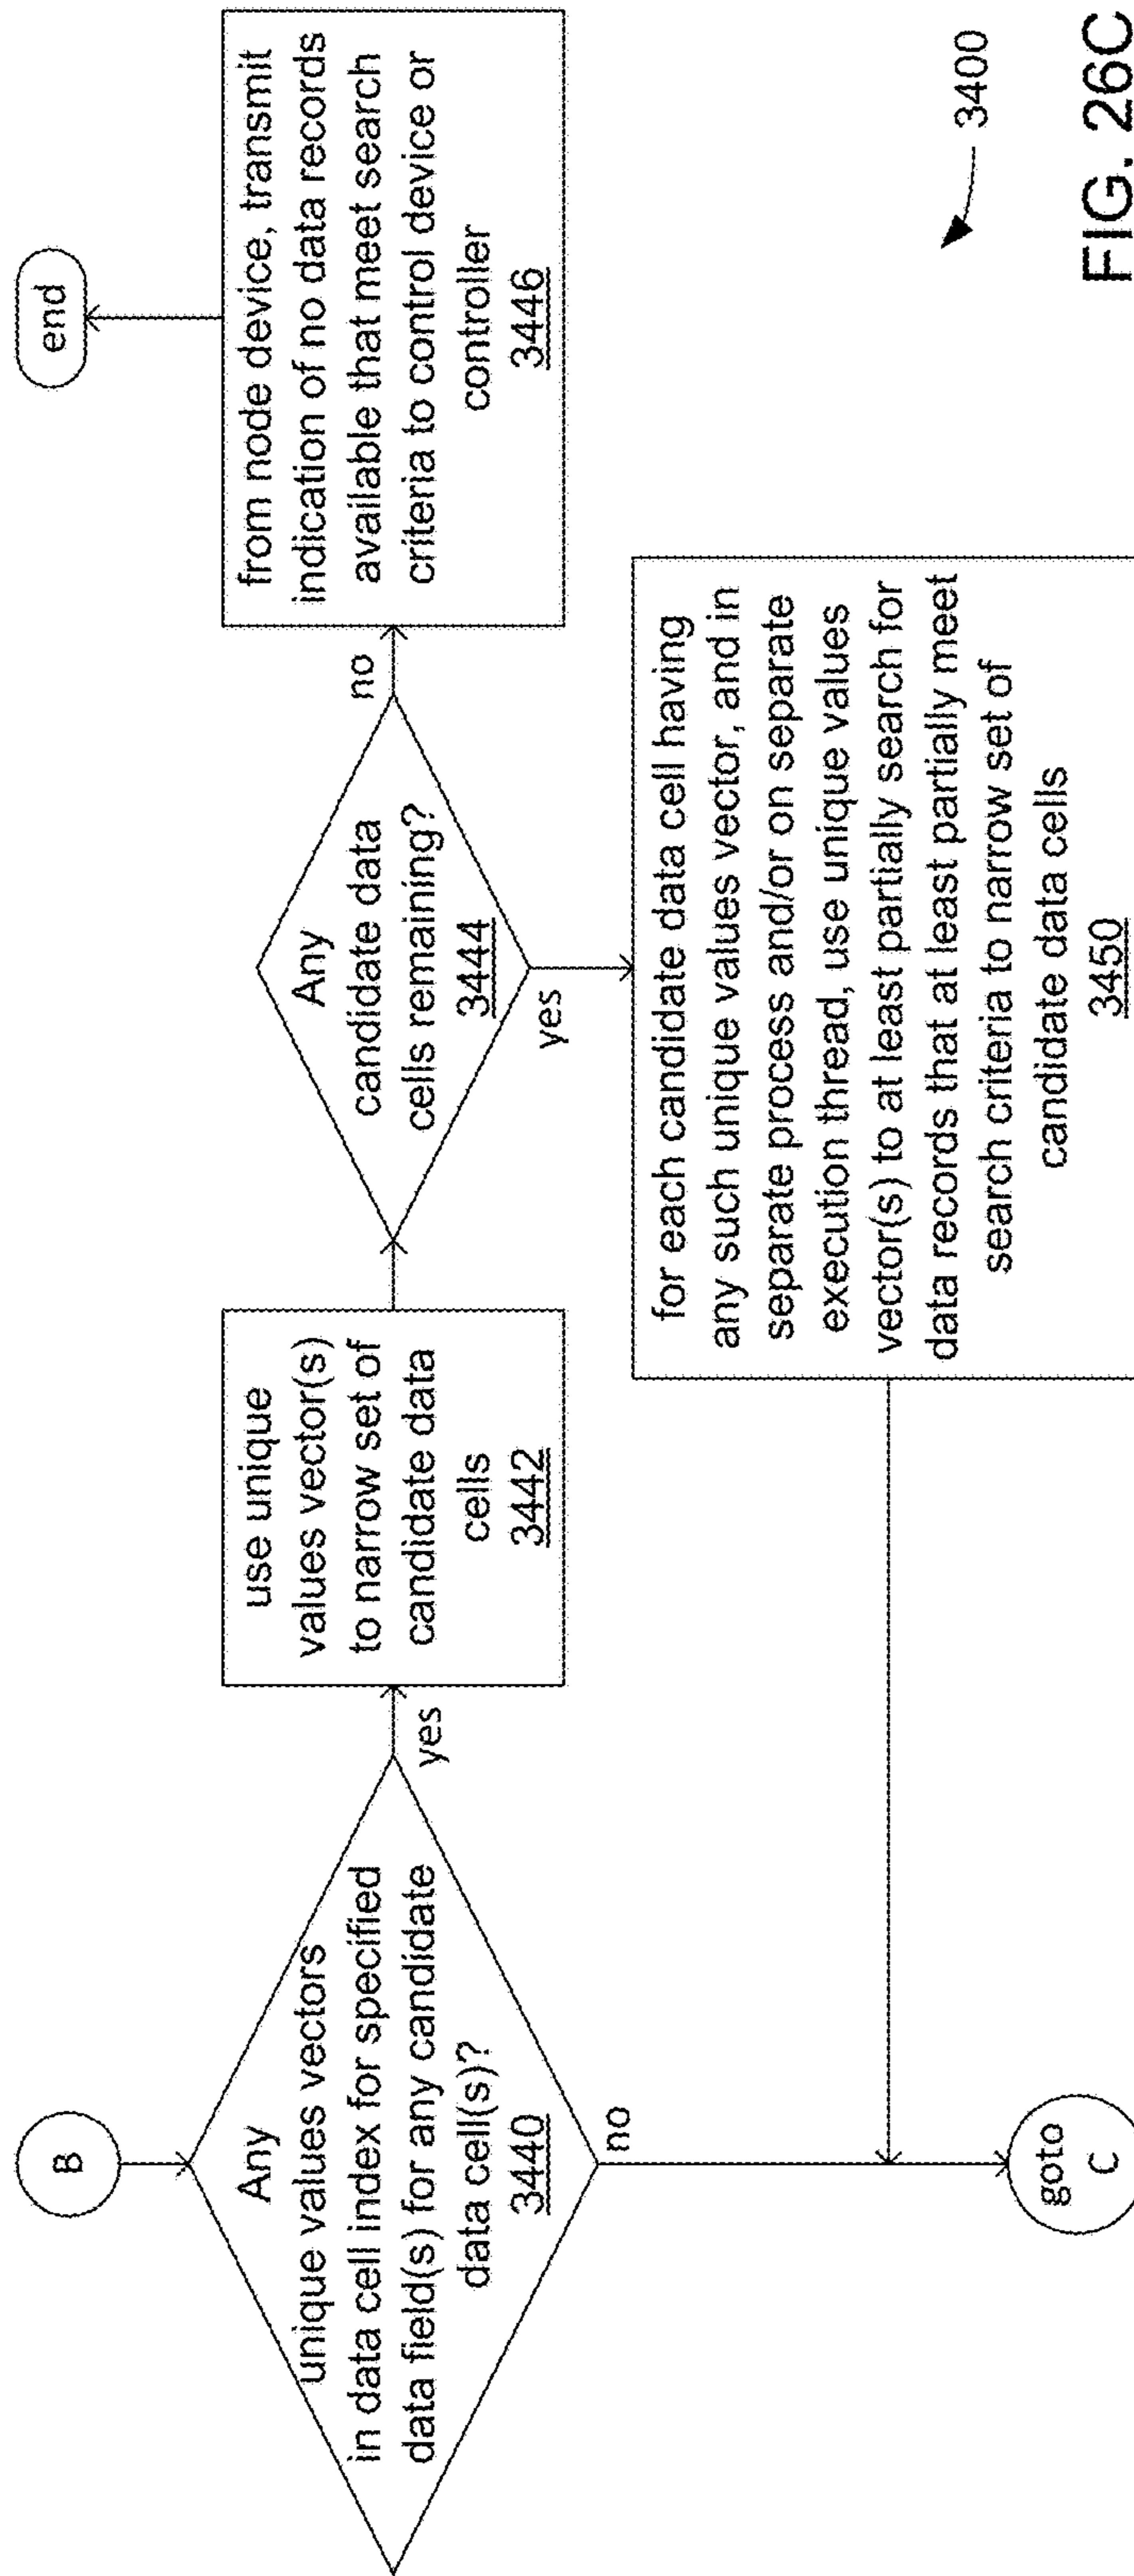 B
Any
unique values vectors
in data cell index for specified
data field(s) for any candidate
data cell(s)?
3440
yes
no
use unique
values vector(s)
to narrow set of
candidate data
cells
3442
Any
candidate data
cells remaining?
3444
no
yes
from node device, transmit
indication of no data records
available that meet search
criteria to control device or
controller
3446
end
for each candidate data cell having
any such unique values vector, and in
separate process and/or on separate
execution thread, use unique values
vector(s) to at least partially search for
data records that at least partially meet
search criteria to narrow set of
candidate data cells
3450
goto
C
3400
FIG. 26C